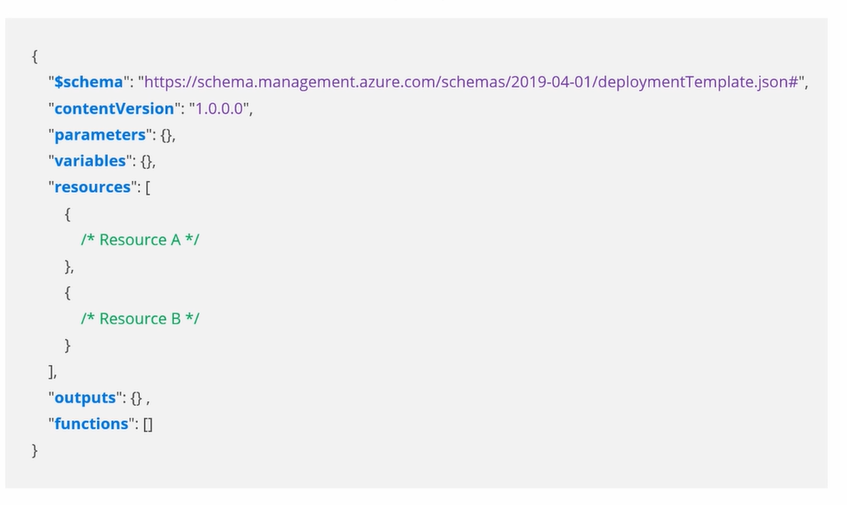 {
"$schema": "https://schema.management.azure.com/schemas/2019-04-01/deploymentTemplate.json#",
"contentVersion": "1.0.0.0",
"parameters": {},
"variables": {},
"resources": [
{
/* Resource A */
},
{
/* Resource B */
}
],
"outputs": {} ,
"functions": []
}